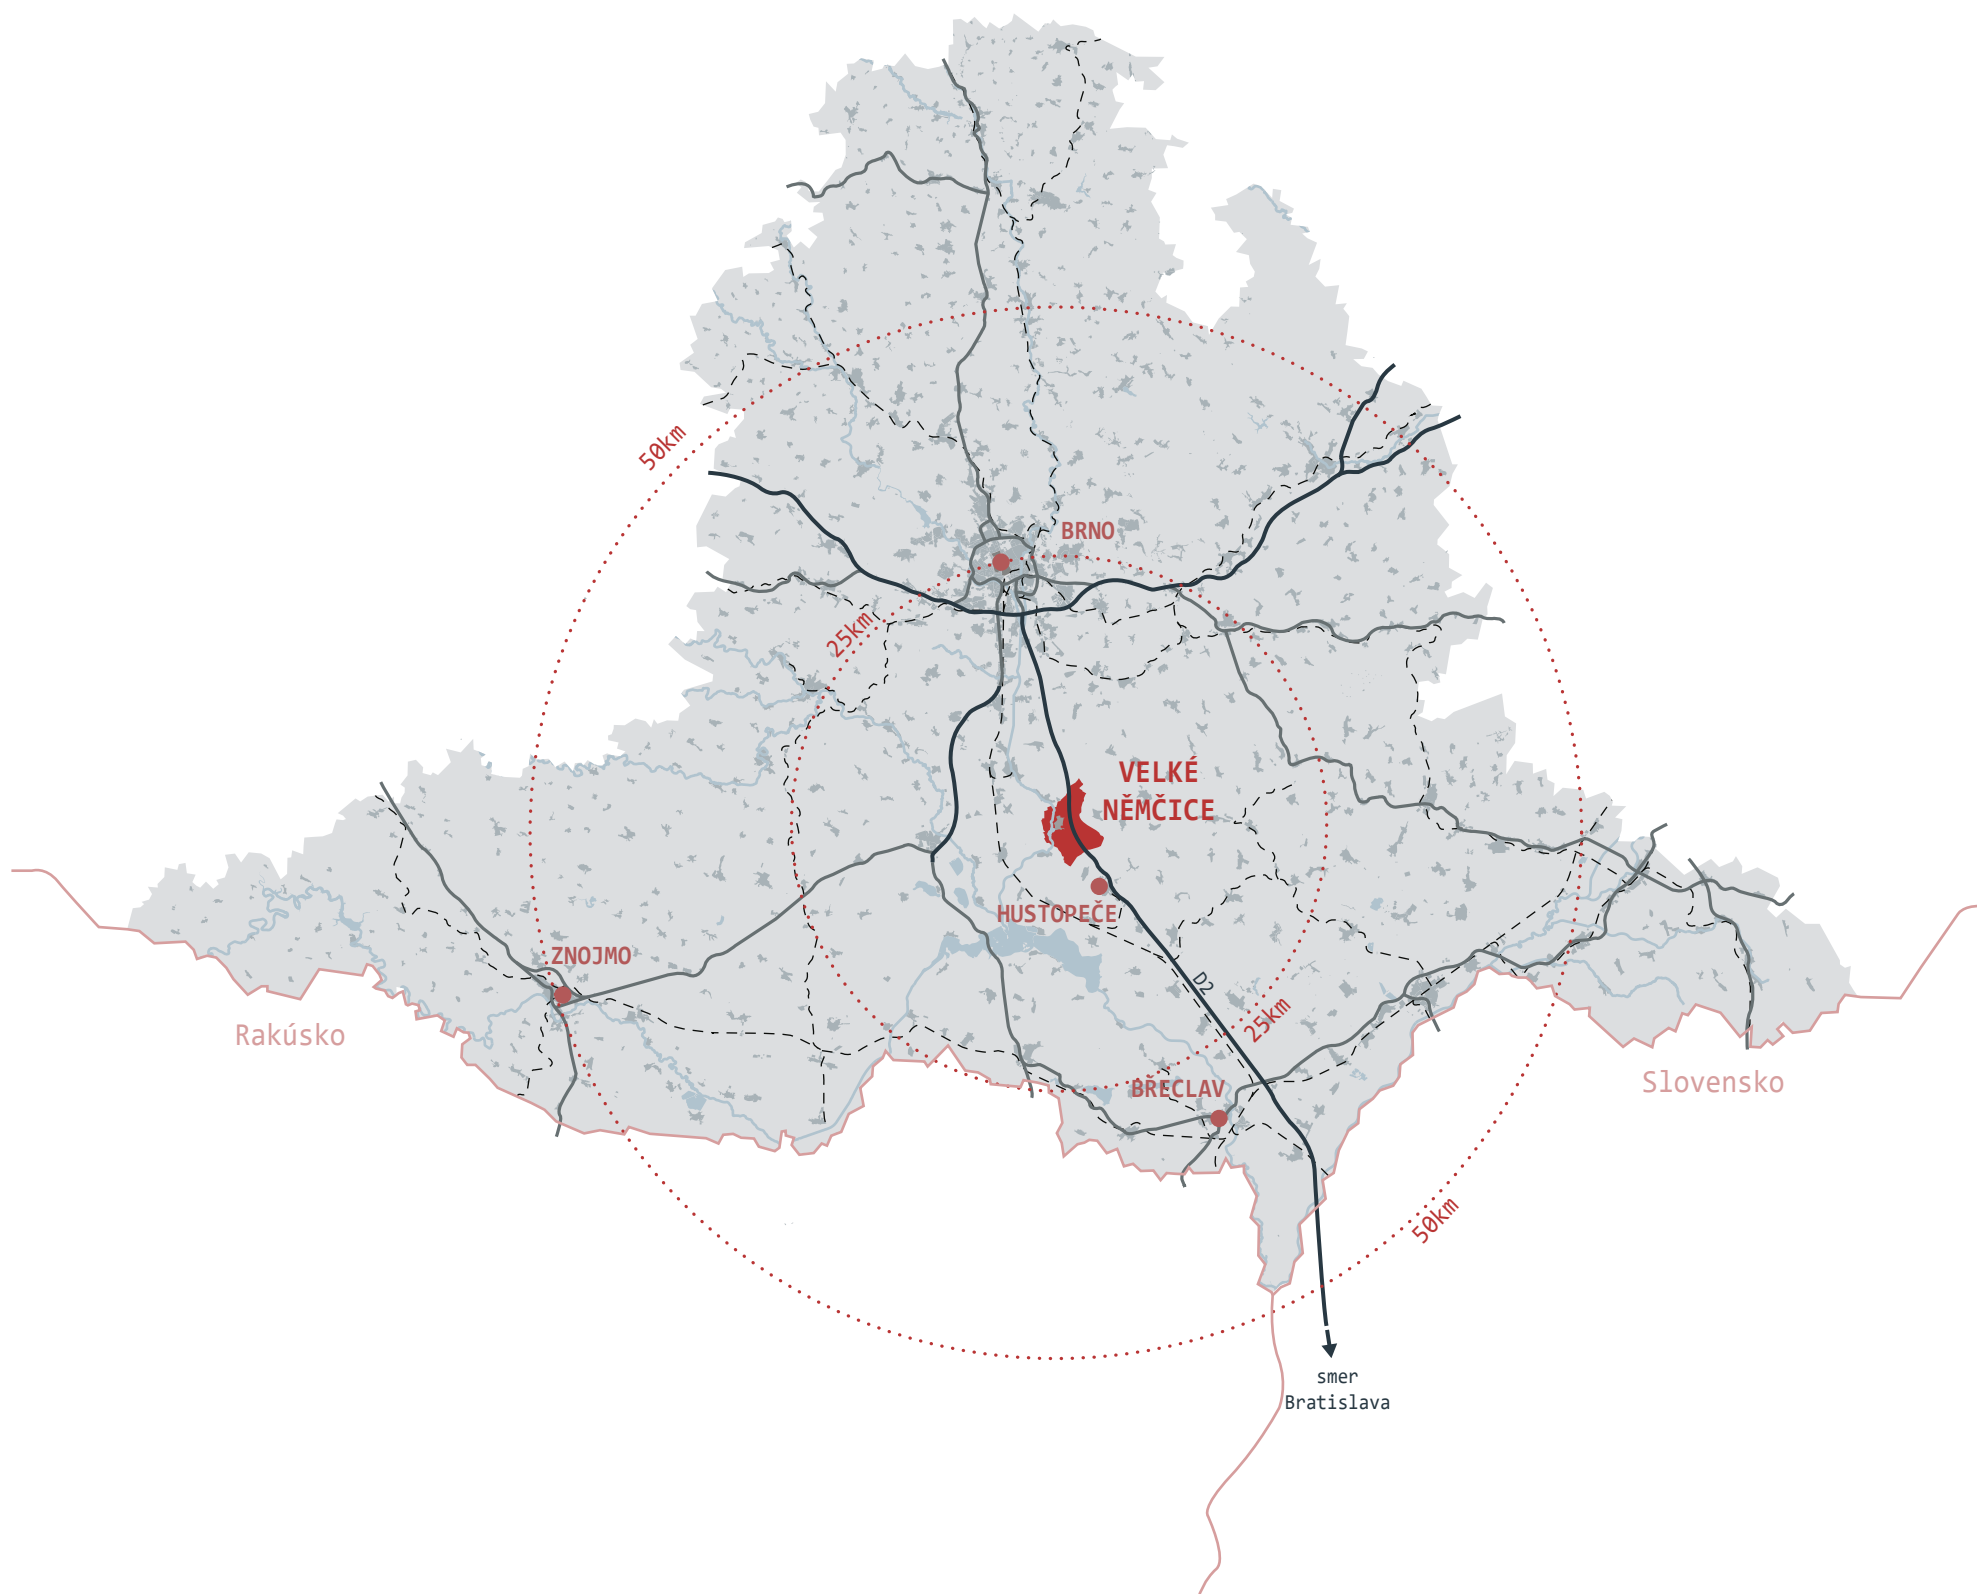 50km
BRNO
25km
VELKÉ
NĚMČICE
HUSTOPEČE
ZNOJMO
D2
25km
Rakúsko
Slovensko
BŘECLAV
50km
smer
Bratislava